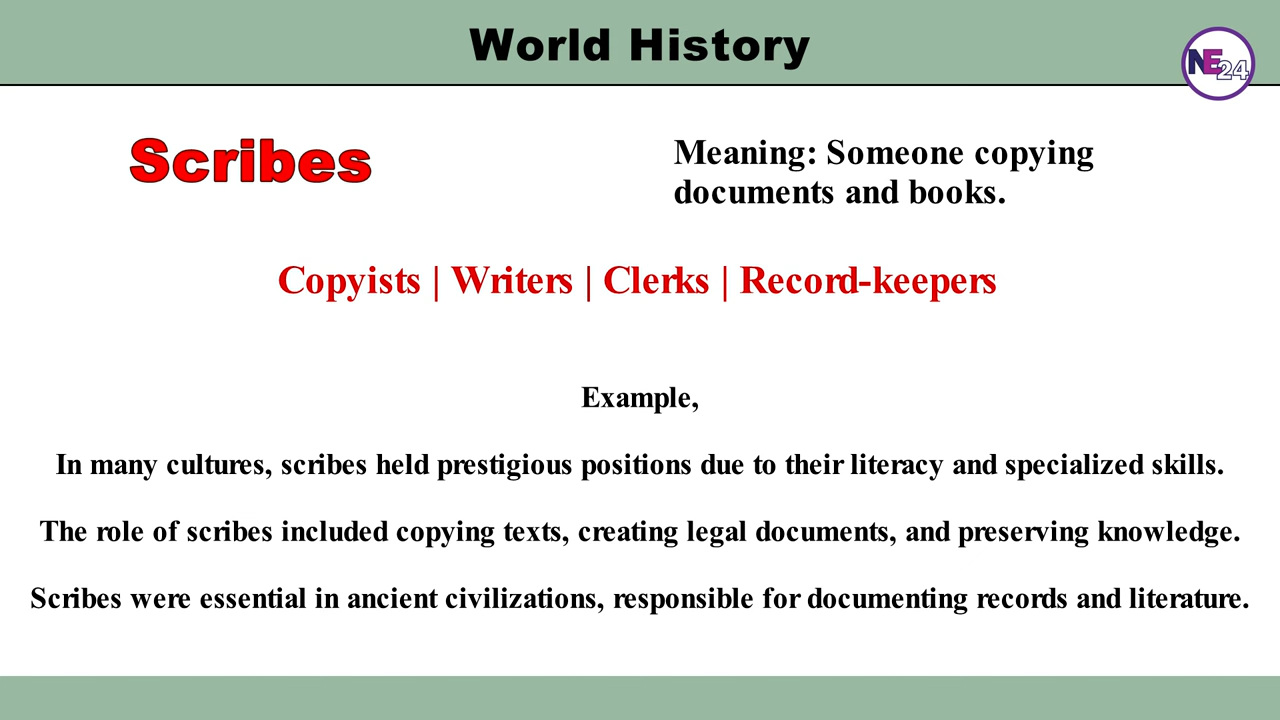 World History
NE24
Scribes
Meaning: Someone copying
documents and books.
Copyists | Writers | Clerks | Record-keepers
Example,
In many cultures, scribes held prestigious positions due to their literacy and specialized skills.
The role of scribes included copying texts, creating legal documents, and preserving knowledge.
Scribes were essential in ancient civilizations, responsible for documenting records and literature.